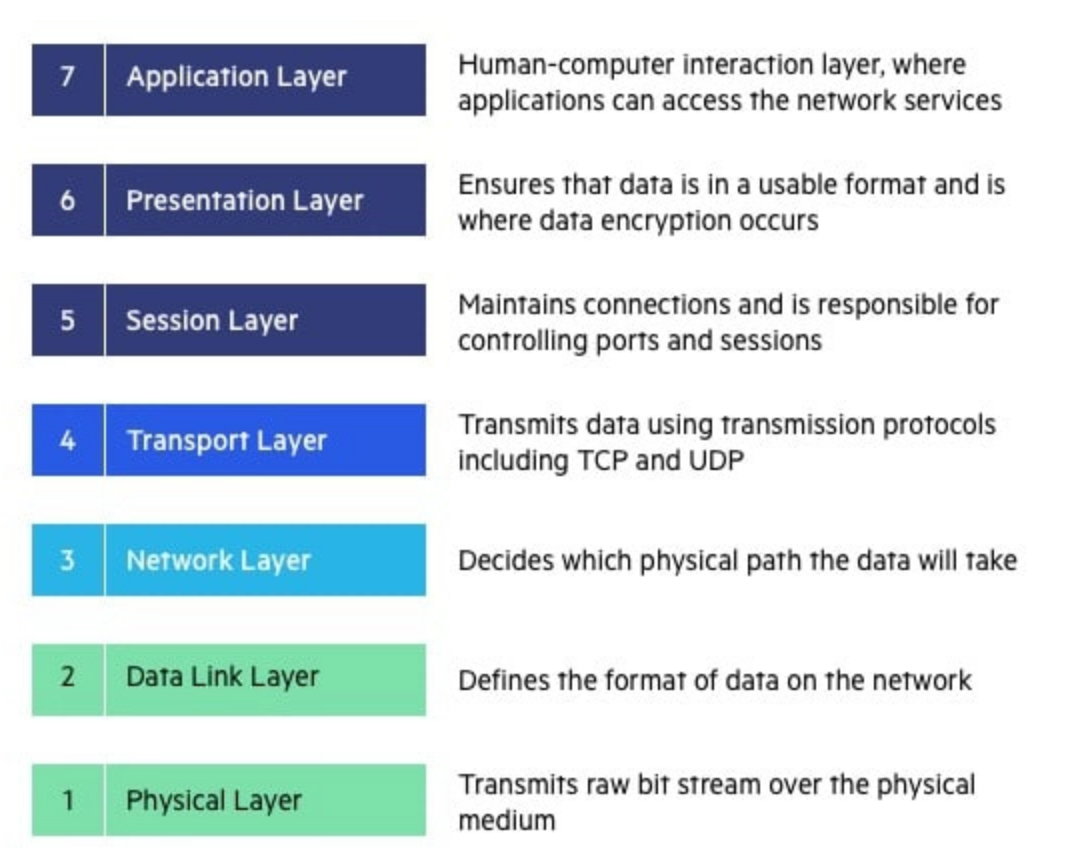 7 Application Layer
Human-computer interaction layer, where
applications can access the network services
6 Presentation Layer
Ensures that data is in a usable format and is
where data encryption occurs
5 Session Layer
Maintains connections and is responsible for
controlling ports and sessions
4 Transport Layer
Transmits data using transmission protocols
including TCP and UDP
3 Network Layer
Decides which physical path the data will take
2 Data Link Layer
Defines the format of data on the network
1 Physical Layer
Transmits raw bit stream over the physical
medium